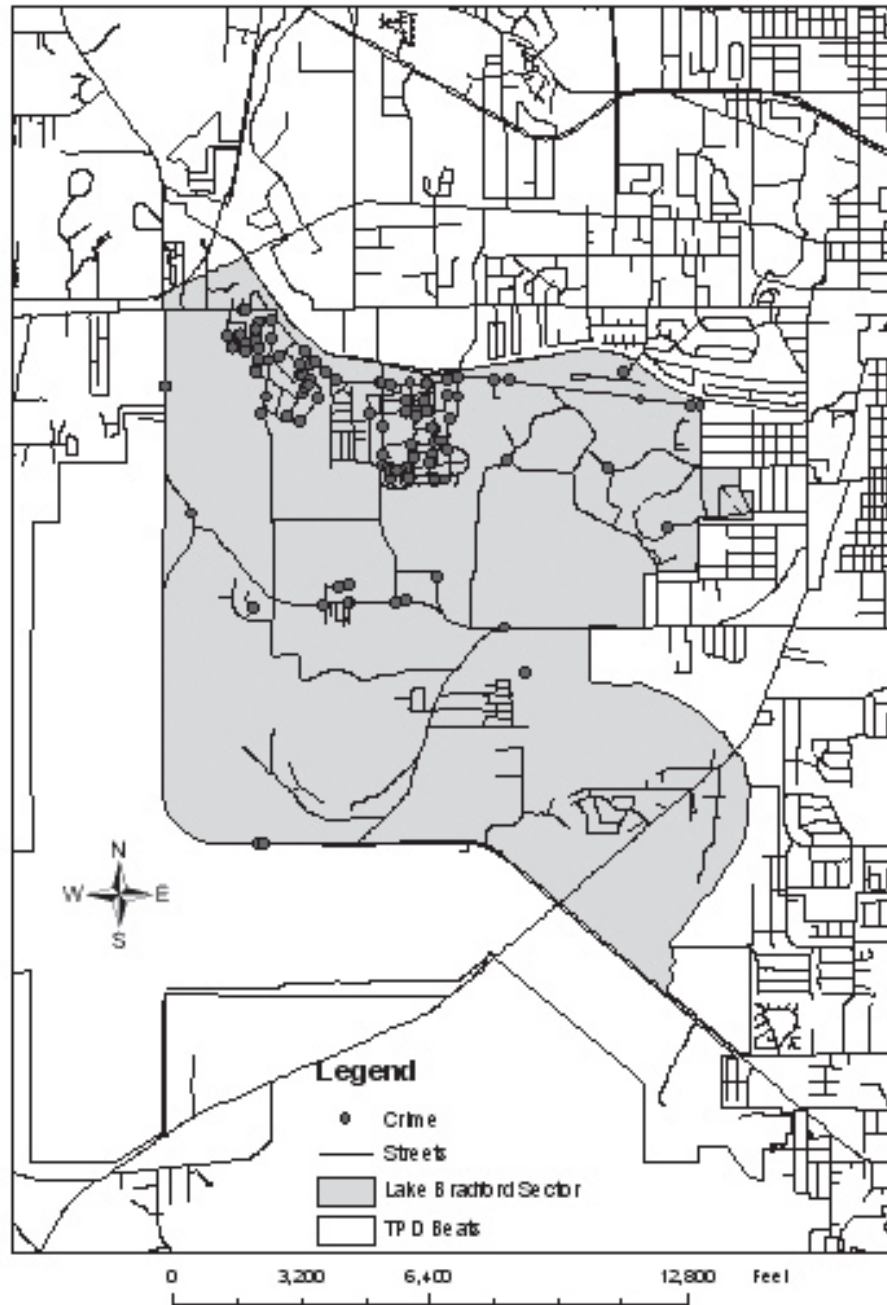 N
W E
S
Legend
Crime
Streets
Lake Bradford Sector
TPD Beats
0 3,200 6,400 12,800 Feet